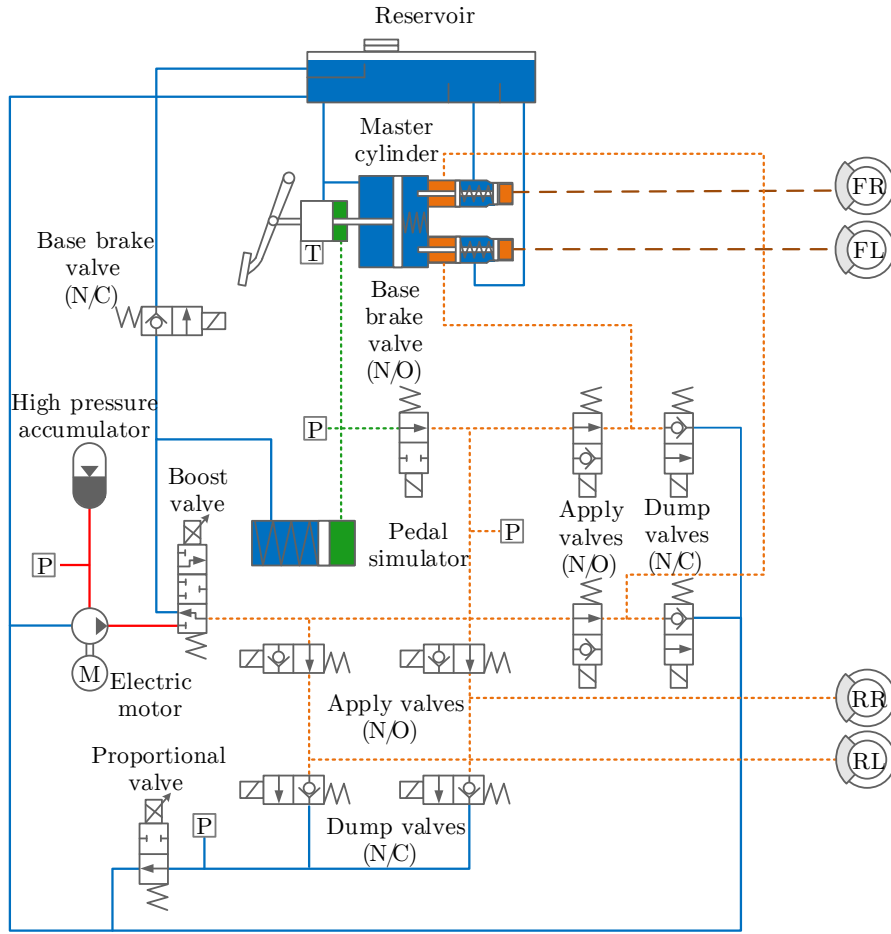 Reservoir
Master
cylinder
FR
Base brake
valve
(N/C)
T
FL
Base
brake
valve
(N/O)
High pressure
accumulator
P
Boost
valve
Pedal
simulator
P
Apply
valves
(N/O)
Dump
valves
(N/C)
P
M
Electric
motor
Apply valves
(N/O)
RR
RL
Proportional
valve
P
Dump valves
(N/C)